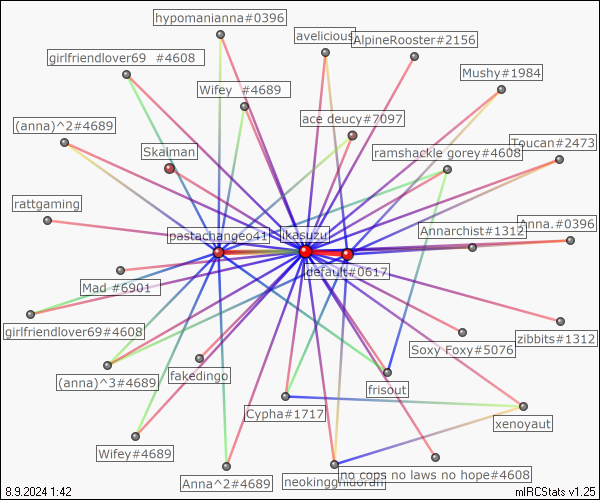 hypomanianna#0396
avelicious
AlpineRooster#2156
girlfriendlover69 #4608
Mushy#1984
Wifey #4689
ace deucy#7097
(anna)^2#4689
Toucan#2473
Skalman
ramshackle gorey#4608
rattgaming
Anna.#0396
Annarchist#1312
pastachangeo41
ikasuzu
default#0617
Mad #6901
girlfriendlover69#4608
zibbits#1312
Soxy Foxy#5076
(anna)^3#4689
fakedingo
frisout
Cypha#1717
xenoyaut
Wifey#4689
no cops no laws no hope#4608
Anna^2#4689
8.9.2024 1:42
mIRCStats v1.25